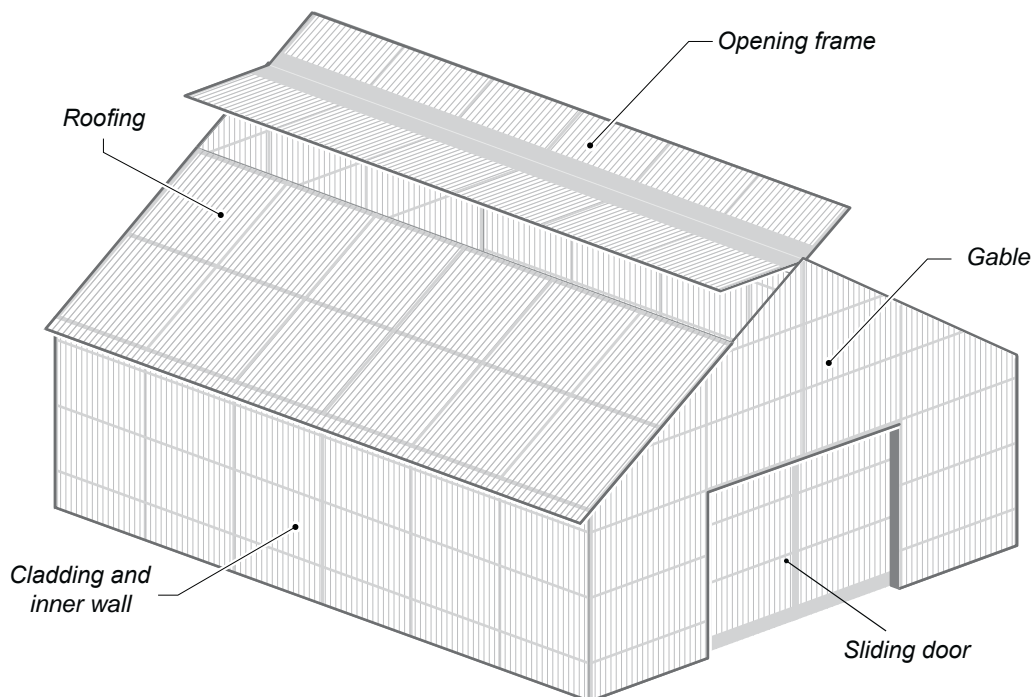 Opening frame
Roofing
Gable
Cladding and
inner wall
Sliding door